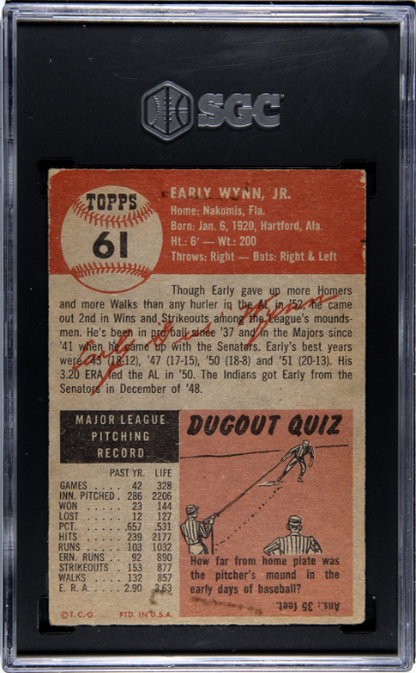 SGC
TOPPS
61
EARLY WYNN, JR.
Home: Nakomis, Fla.
Born: Jan. 6, 1920, Hartford, Ala.
Ht.: 6' — Wt.: 200
Throws: Right — Bats: Right & Left
Though Early gave up more Homers
and more Walks than any hurler in the AL in '52, he came
out 2nd in Wins and Strikeouts among the League's mounds-
men. He's been in pro ball since '37 and in the Majors since
'41 when he came up with the Senators. Early's best years
were '43 (18-12), '47 (17-15), '50 (18-8) and '51 (20-13). His
3.20 ERA led the AL in '50. The Indians got Early from the
Senators in December of '48.
Early Wynn
MAJOR LEAGUE
PITCHING
RECORD
PAST YR. LIFE
GAMES 42 328
INN. PITCHED 286 2206
WON 23 144
LOST 12 127
PCT. .657 .531
HITS 239 2177
RUNS 103 1032
ERN. RUNS 92 890
STRIKEOUTS 153 877
WALKS 132 857
E. R. A. 2.90 3.63
©T.C.G. PTD. IN U.S.A.
DUGOUT QUIZ
How far from home plate was
the pitcher's mound in the
early days of baseball?
Ans.: 35 feet.